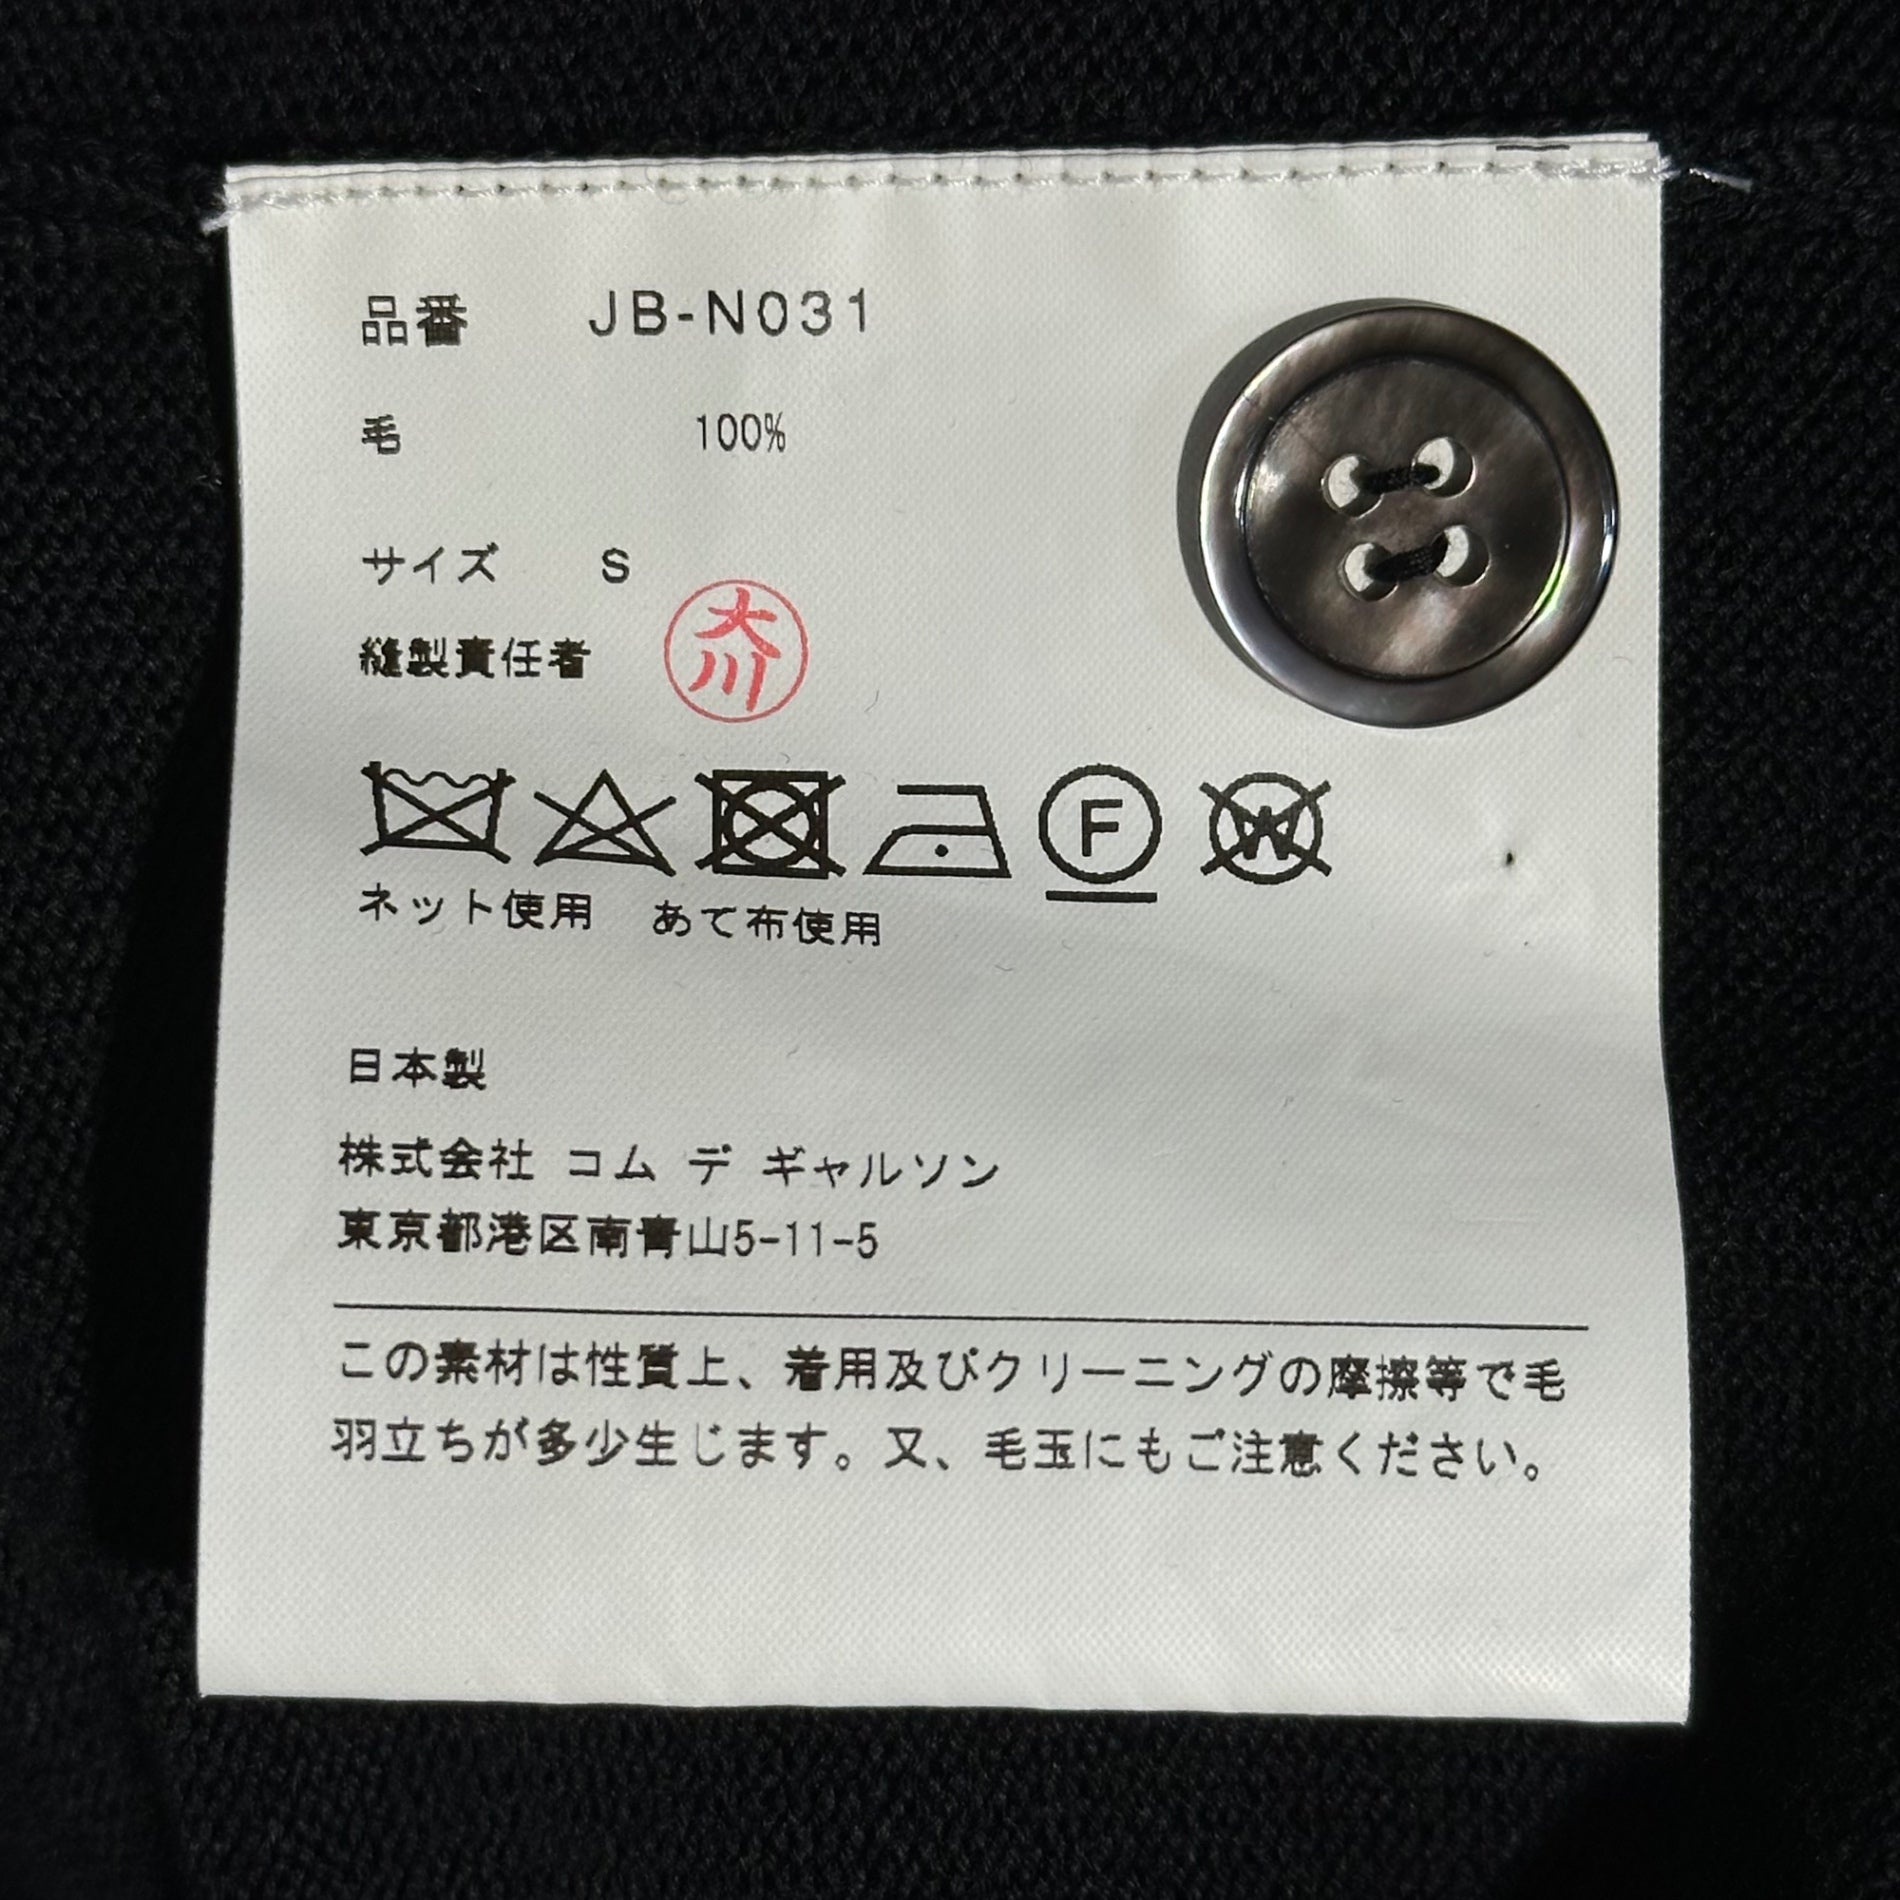 品番 JB-N031
毛 100%
サイズ S
縫製責任者 大川
F W
ネット使用 あて布使用
日本製
株式会社 コム デ ギャルソン
東京都港区南青山5-11-5
この素材は性質上、着用及びクリーニングの摩擦等で毛
羽立ちが多少生じます。又、毛玉にもご注意ください。